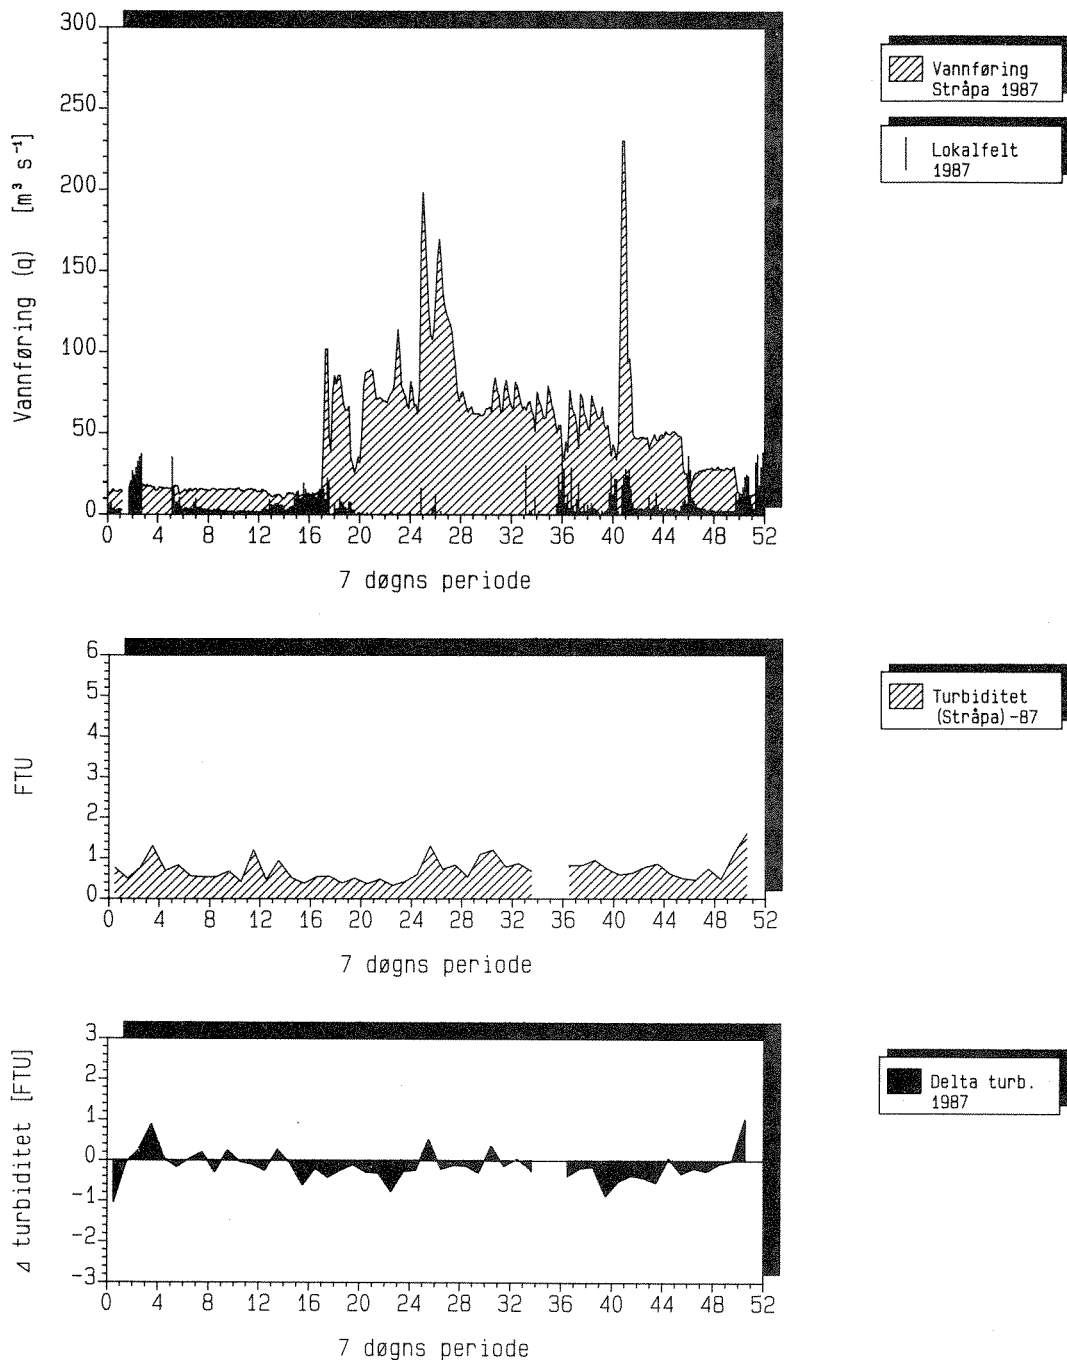 300
250
200
150
100
50
0
Vannføring (q) [m³ s⁻¹]
0 4 8 12 16 20 24 28 32 36 40 44 48 52
7 døgns periode
Vannføring
Stråpa 1987
Lokalfelt
1987
6
5
4
3
2
1
0
FTU
0 4 8 12 16 20 24 28 32 36 40 44 48 52
7 døgns periode
Turbiditet
(Stråpa)-87
3
2
1
0
-1
-2
-3
Δ turbiditet [FTU]
0 4 8 12 16 20 24 28 32 36 40 44 48 52
7 døgns periode
Delta turb.
1987